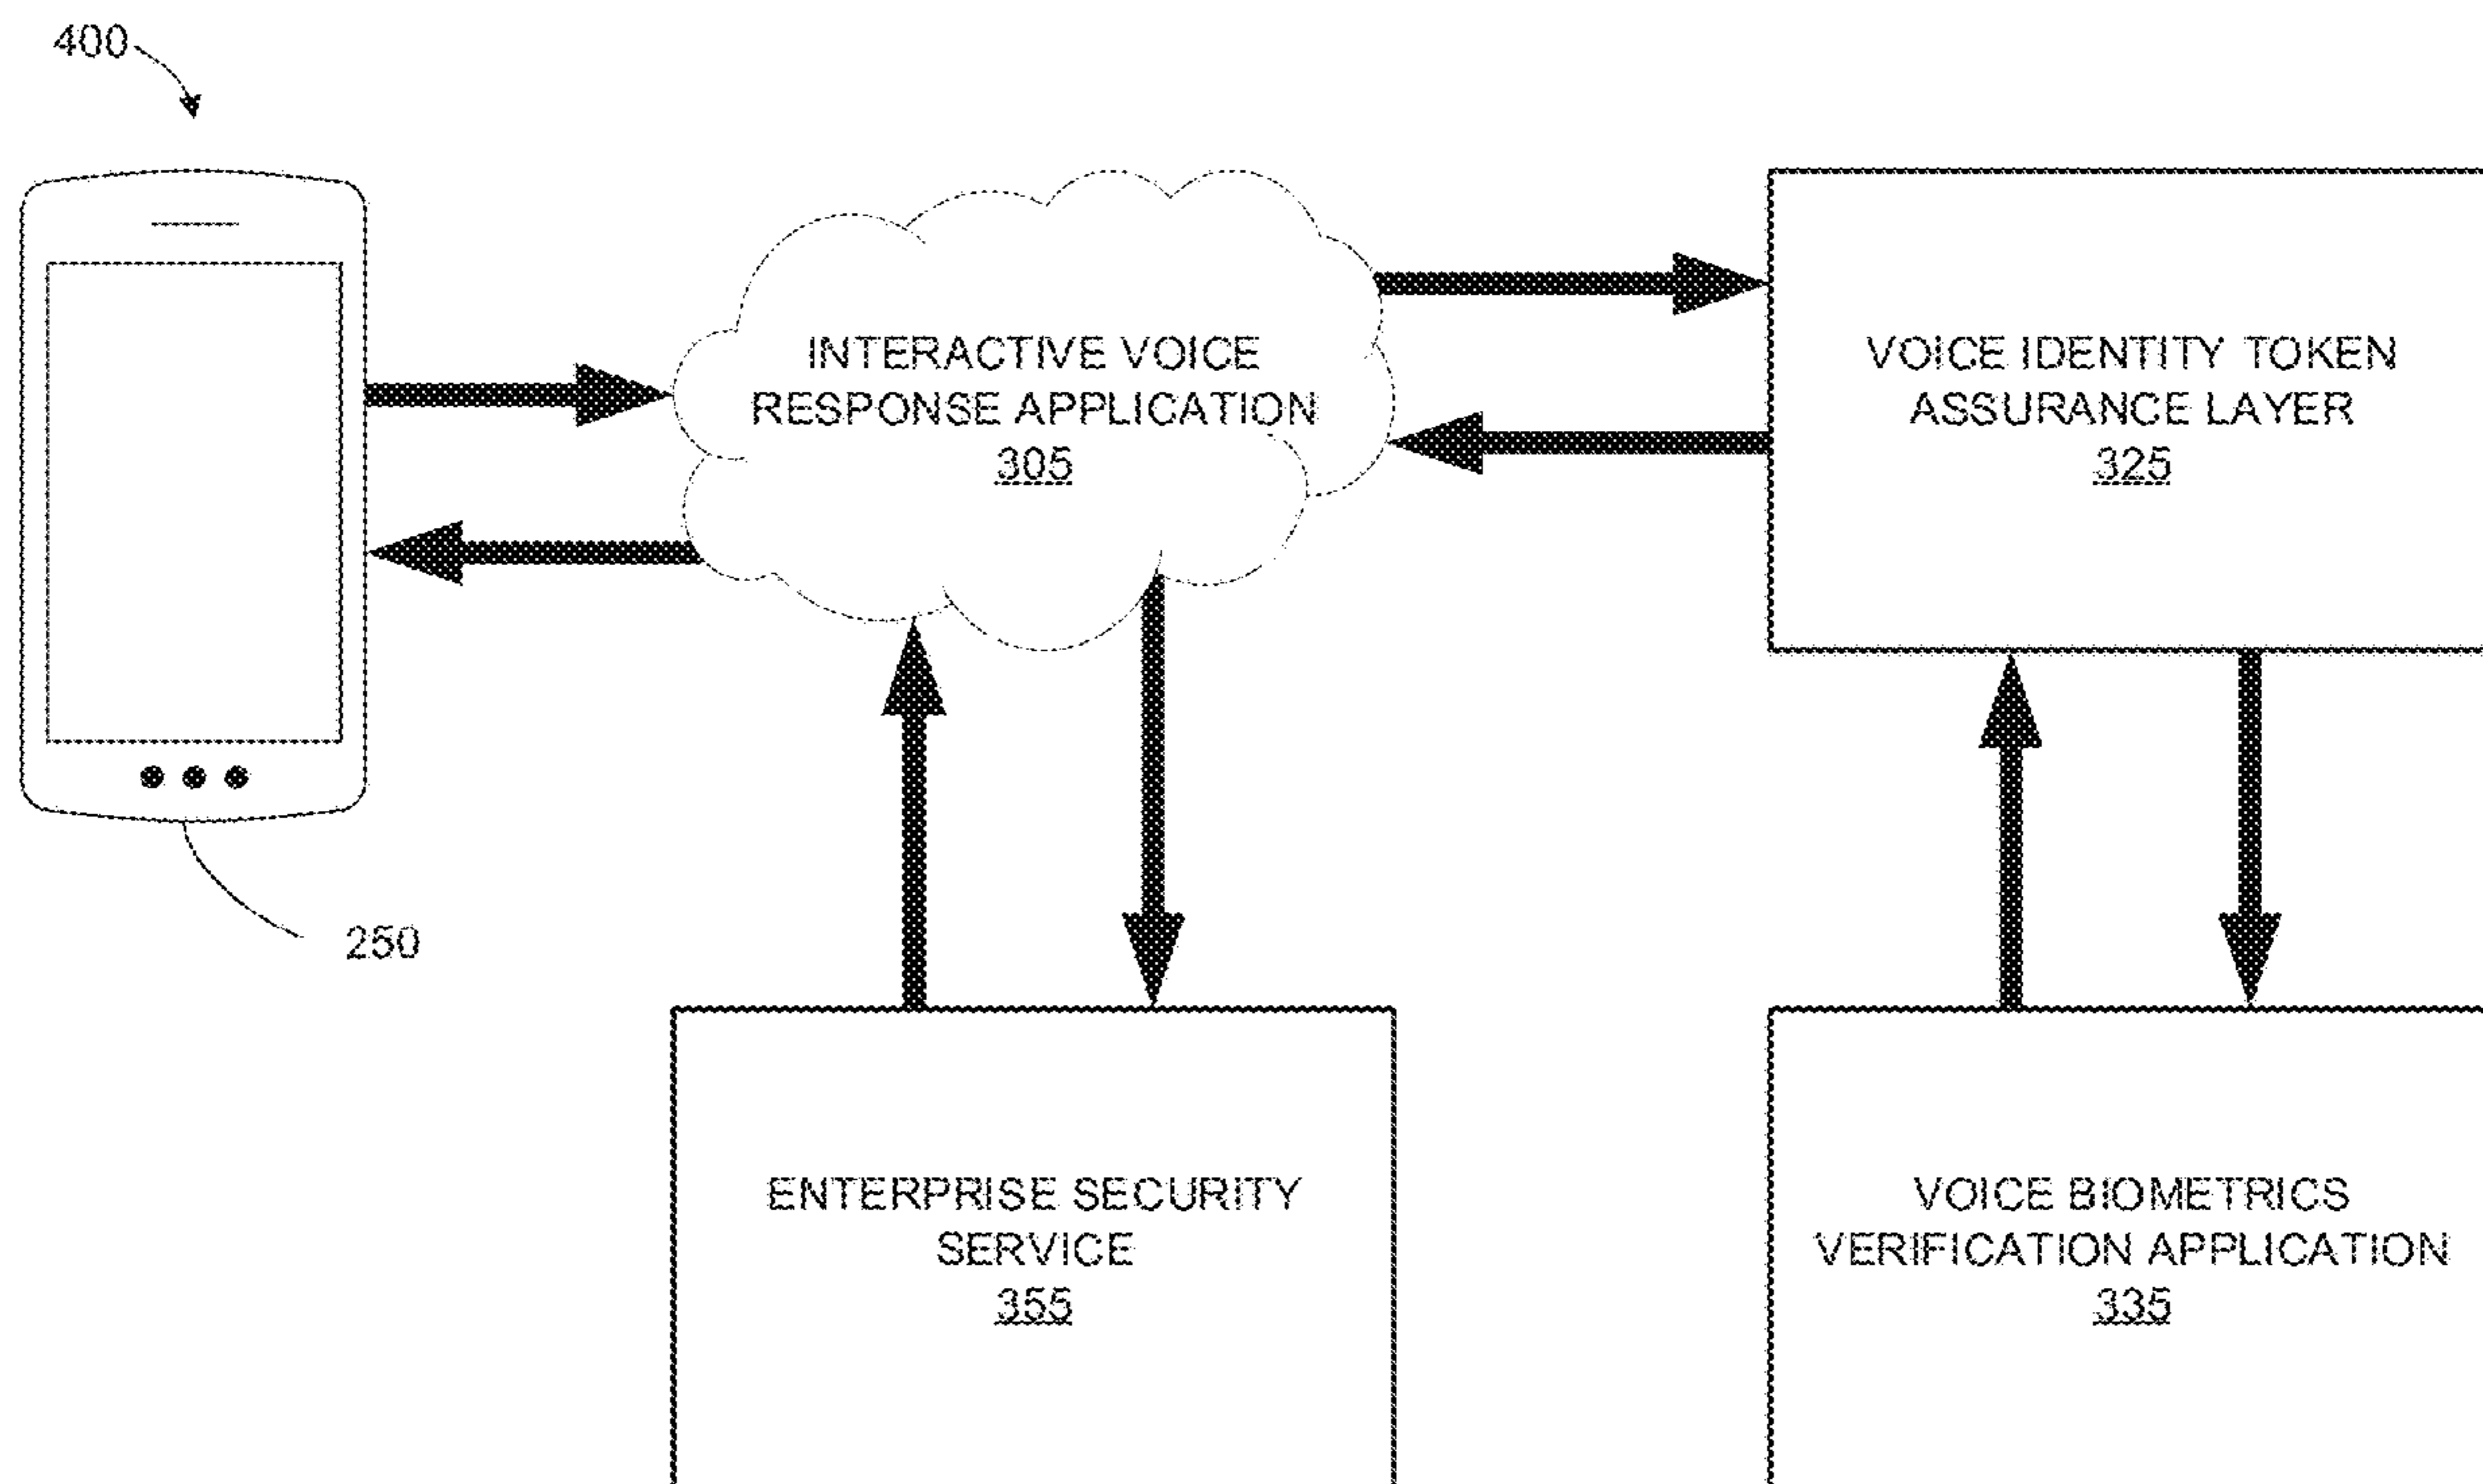 400
INTERACTIVE VOICE
RESPONSE APPLICATION
305
VOICE IDENTITY TOKEN
ASSURANCE LAYER
325
250
ENTERPRISE SECURITY
SERVICE
355
VOICE BIOMETRICS
VERIFICATION APPLICATION
335